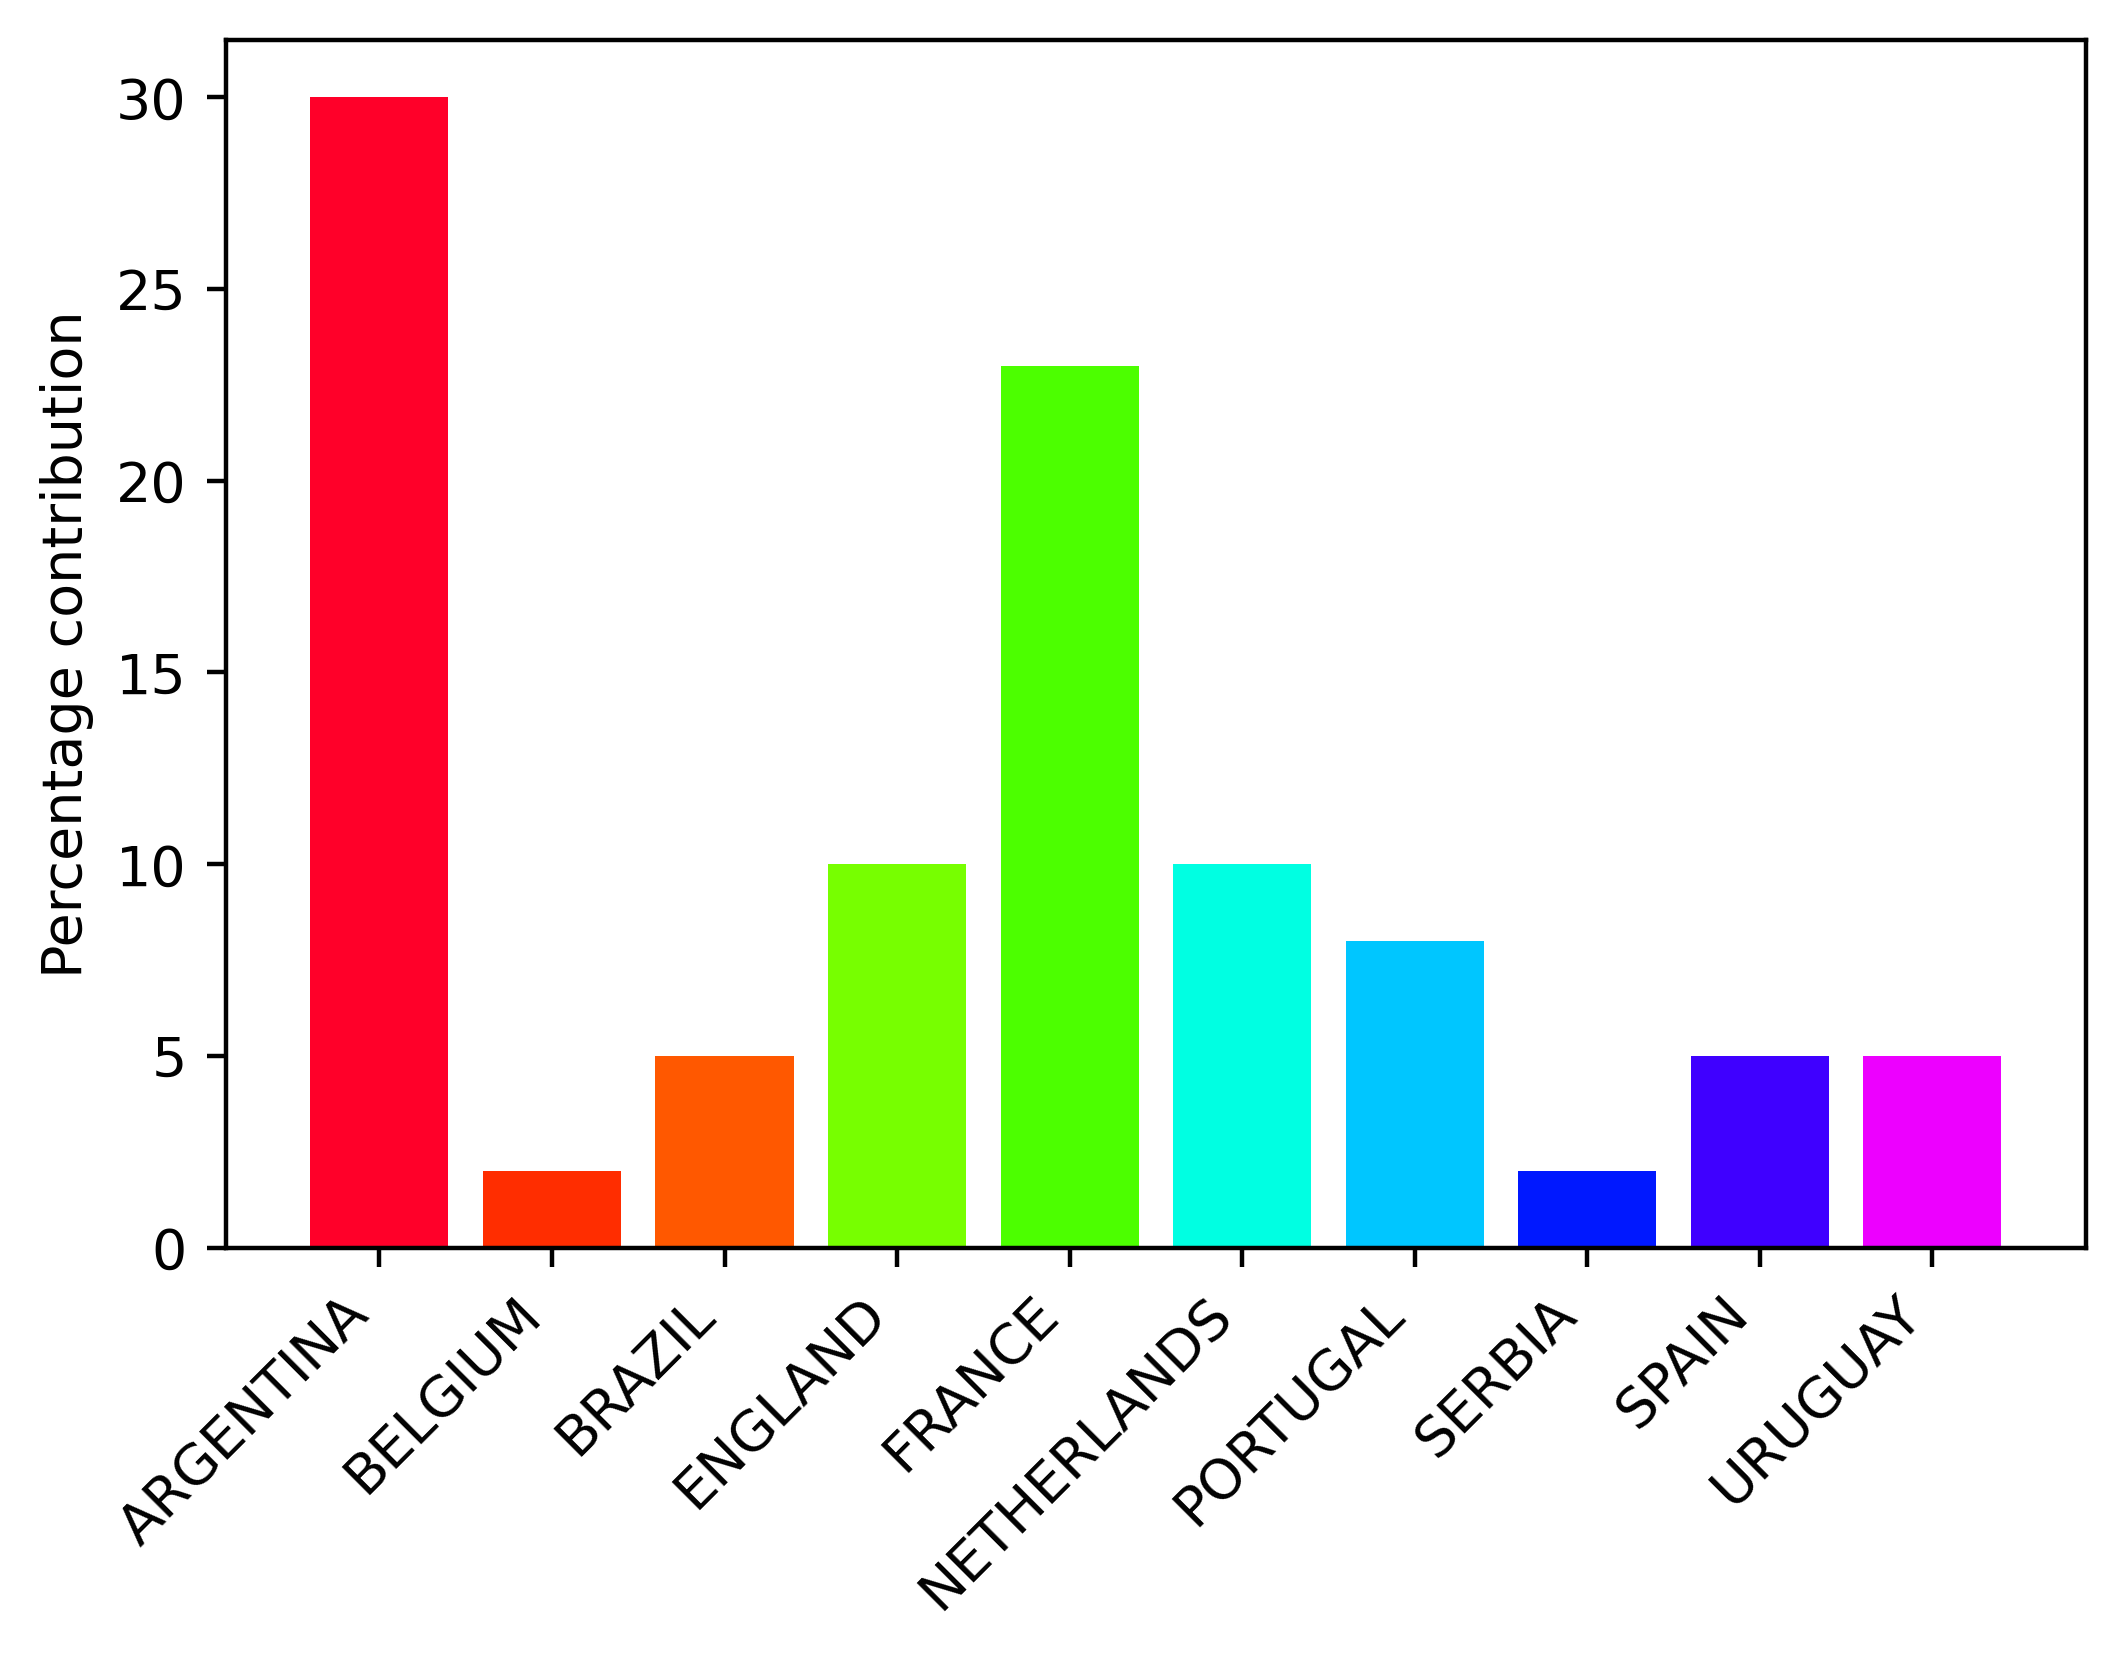 Percentage contribution
30
25
20
15
10
5
0
ARGENTINA
BELGIUM
BRAZIL
ENGLAND
FRANCE
NETHERLANDS
PORTUGAL
SERBIA
SPAIN
URUGUAY